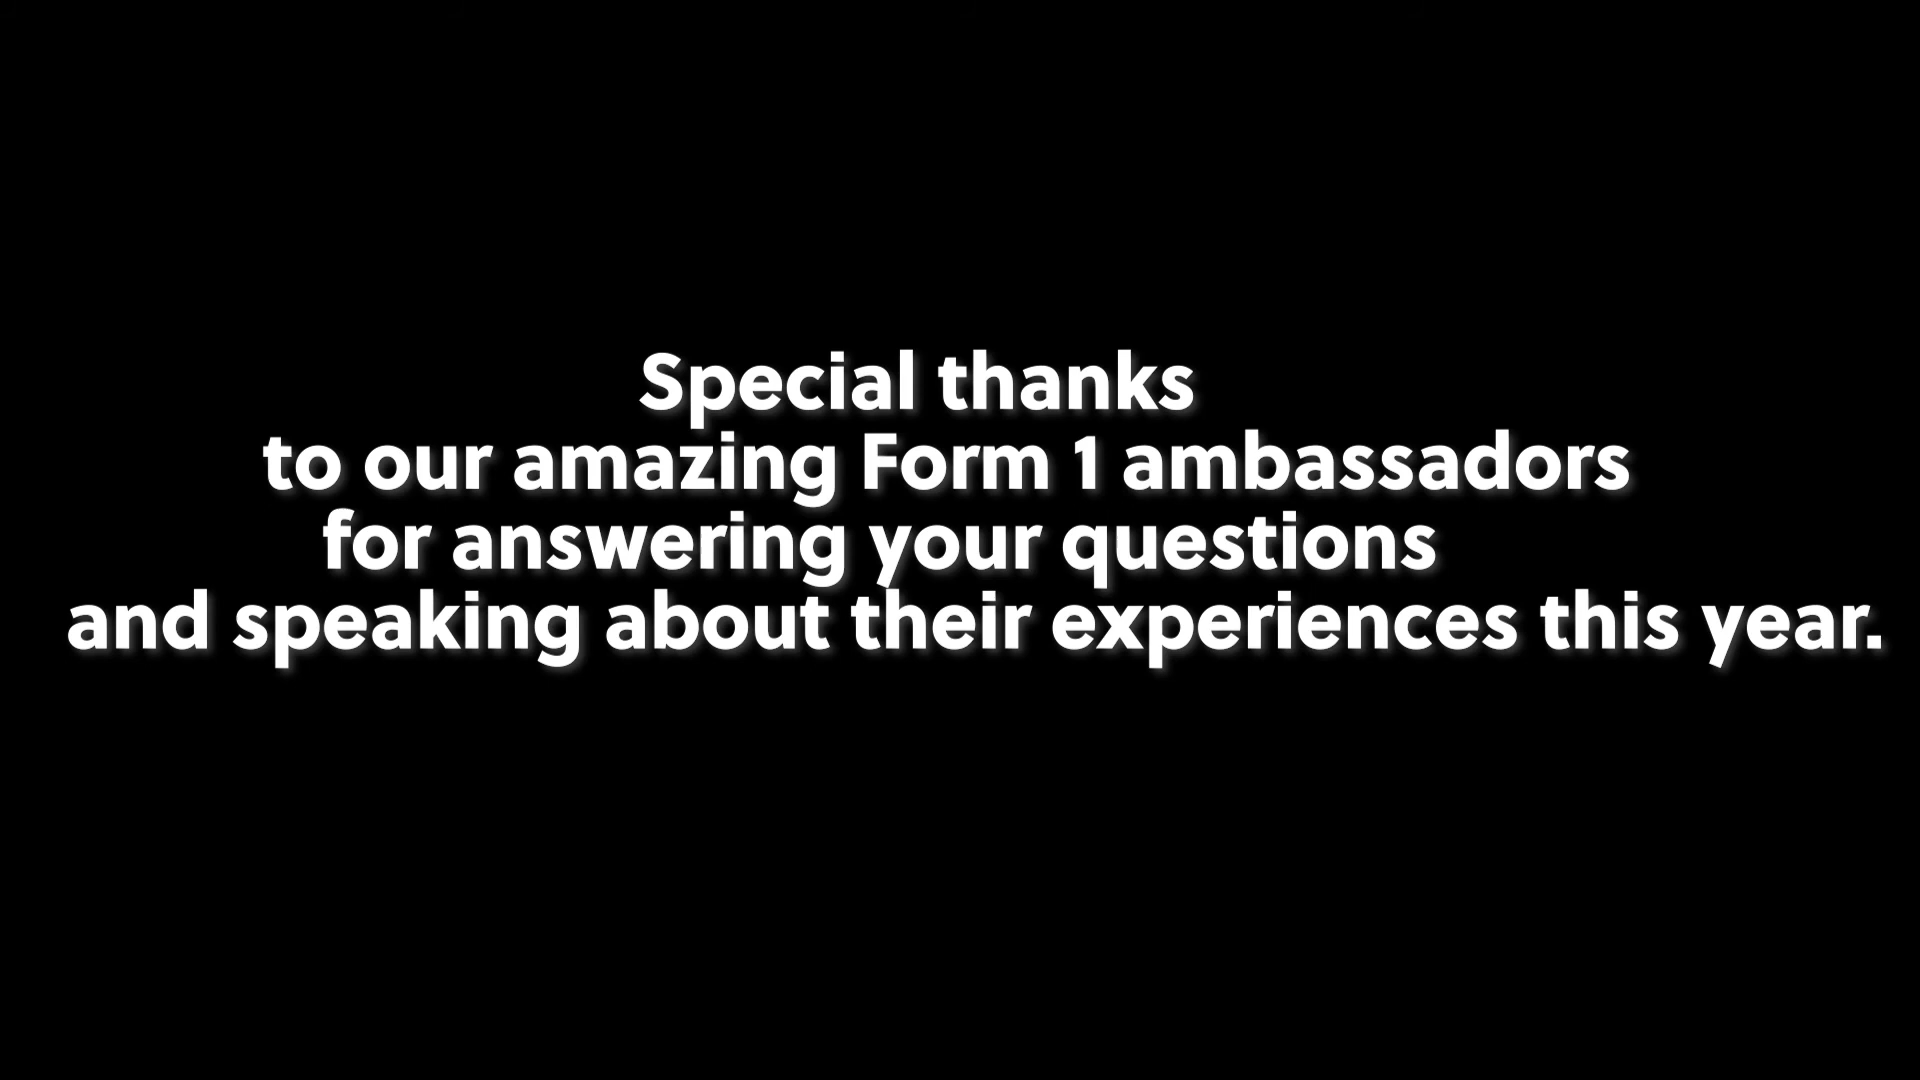 Special thanks
to our amazing Form 1 ambassadors
for answering your questions
and speaking about their experiences this year.